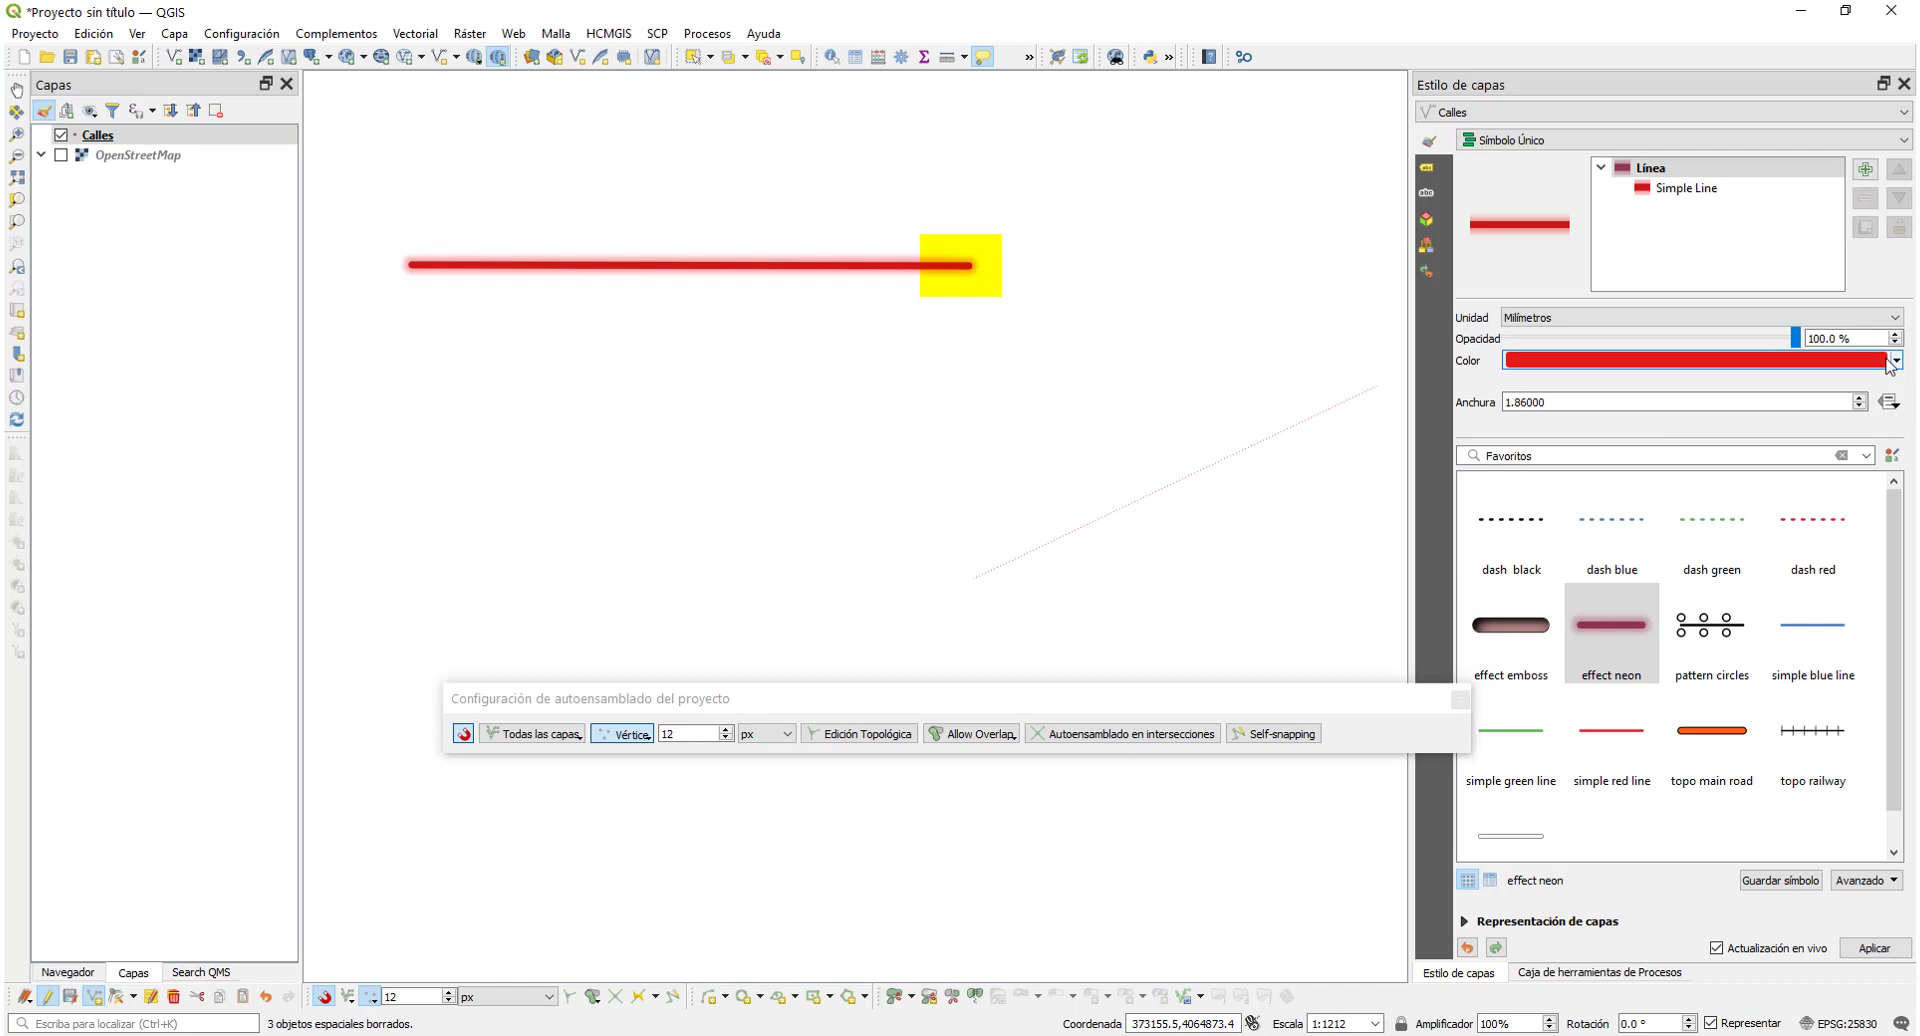 *Proyecto sin título — QGIS
Proyecto Edición Ver Capa Configuración Complementos Vectorial Ráster Web Malla HCMGIS SCP Procesos Ayuda
Capas
Calles
OpenStreetMap
Estilo de capas
Calles
Símbolo Único
Línea
Simple Line
Unidad Milímetros
Opacidad 100.0 %
Color
Anchura 1.86000
Favoritos
dash black dash blue dash green dash red
effect emboss effect neon pattern circles simple blue line
simple green line simple red line topo main road topo railway
Configuración de autoensamblado del proyecto
Todas las capas Vértice 12 px Edición Topológica Allow Overlap Autoensamblado en intersecciones Self-snapping
effect neon Guardar símbolo Avanzado
Representación de capas
Actualización en vivo Aplicar
Navegador Capas Search QMS
Estilo de capas Caja de herramientas de Procesos
12 px
Escriba para localizar (Ctrl+K) 3 objetos espaciales borrados. Coordenada 373155.5,4064873.4 Escala 1:1212 Amplificador 100% Rotación 0.0 ° Representar EPSG:25830